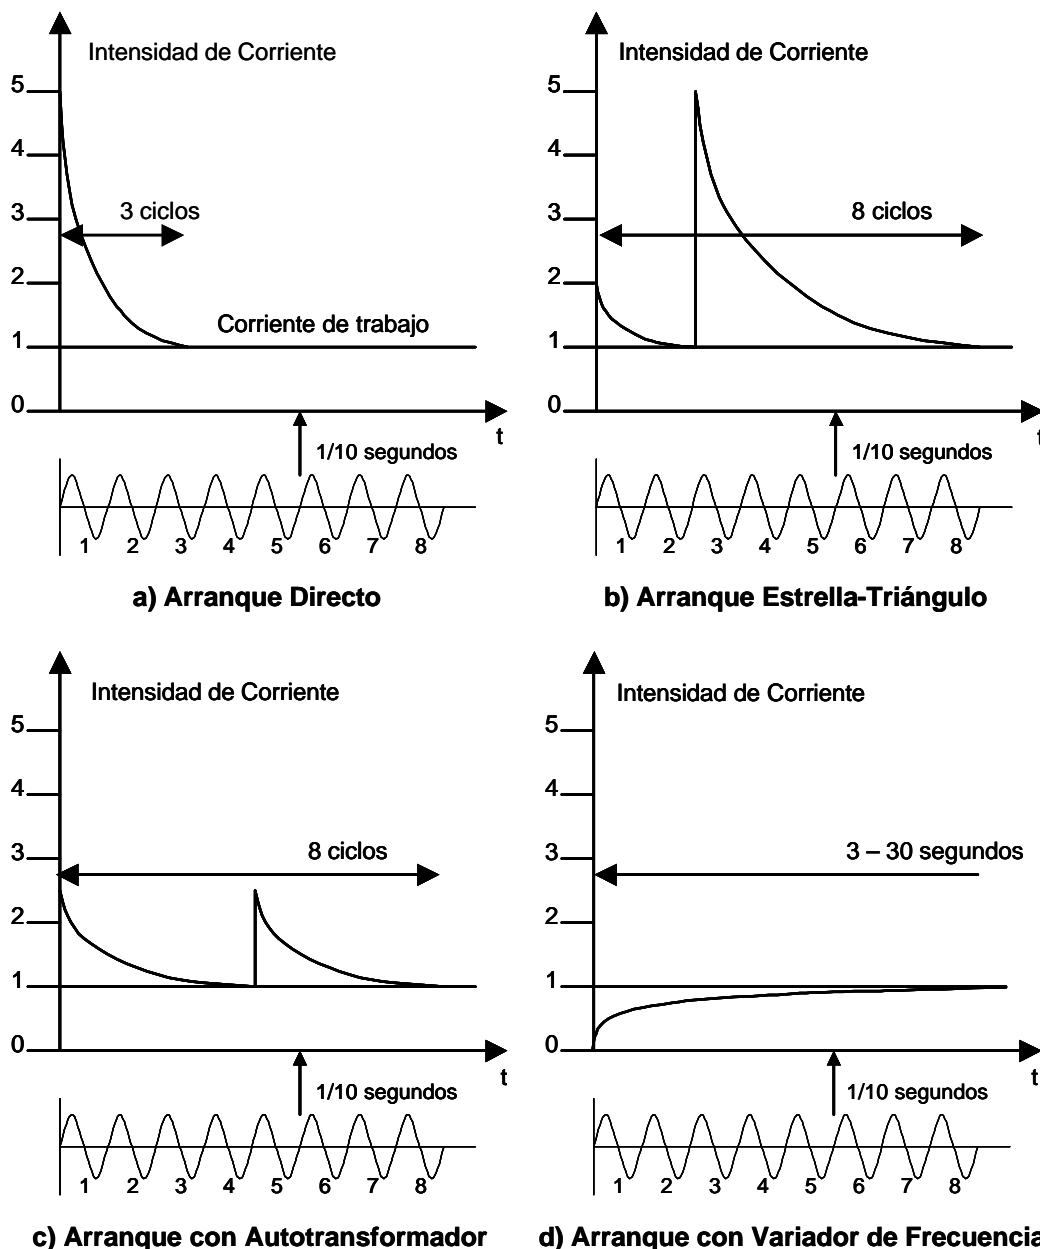 Intensidad de Corriente
5
4
3
2
1
0
3 ciclos
Corriente de trabajo
t
1/10 segundos
1 2 3 4 5 6 7 8
a) Arranque Directo
Intensidad de Corriente
5
4
3
2
1
0
8 ciclos
t
1/10 segundos
1 2 3 4 5 6 7 8
b) Arranque Estrella-Triángulo
Intensidad de Corriente
5
4
3
2
1
0
8 ciclos
t
1/10 segundos
1 2 3 4 5 6 7 8
c) Arranque con Autotransformador
Intensidad de Corriente
5
4
3
2
1
0
3 – 30 segundos
t
1/10 segundos
1 2 3 4 5 6 7 8
d) Arranque con Variador de Frecuencia